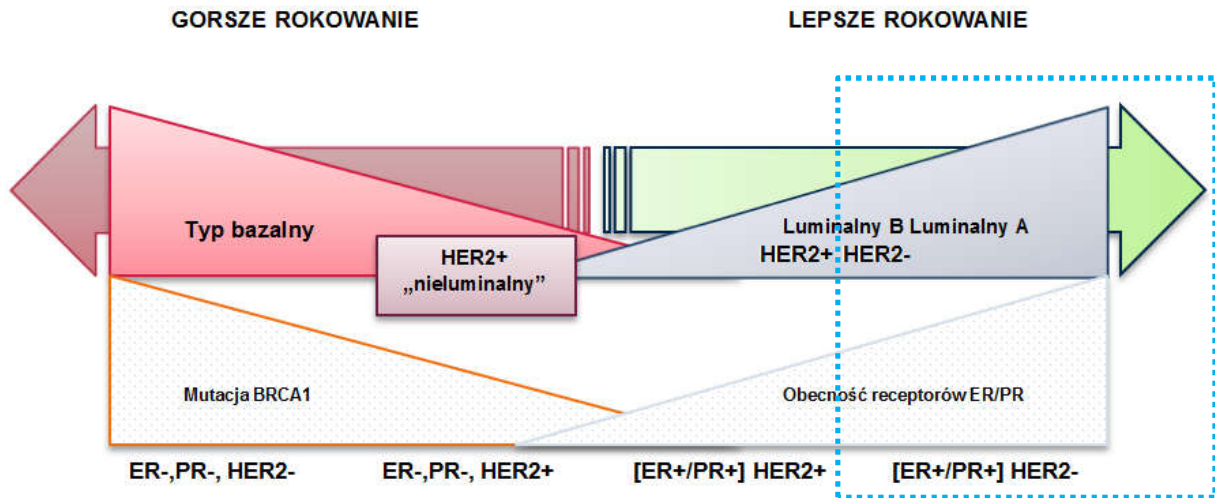 GORSZE ROKOWANIE
LEPSZE ROKOWANIE
Typ bazalny
HER2+
„nieluminalny”
Luminalny B Luminalny A
HER2+ HER2-
Mutacja BRCA1
Obecność receptorów ER/PR
ER-,PR-, HER2-
ER-,PR-, HER2+
[ER+/PR+] HER2+
[ER+/PR+] HER2-